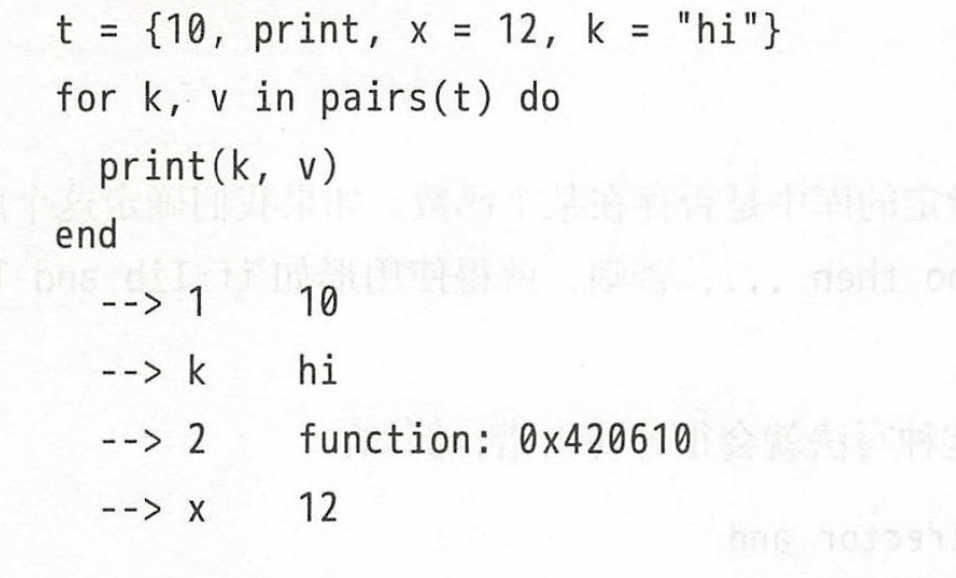 t = {10, print, x = 12, k = "hi"}
for k, v in pairs(t) do
  print(k, v)
end
  --> 1    10
  --> k    hi
  --> 2    function: 0x420610
  --> x    12